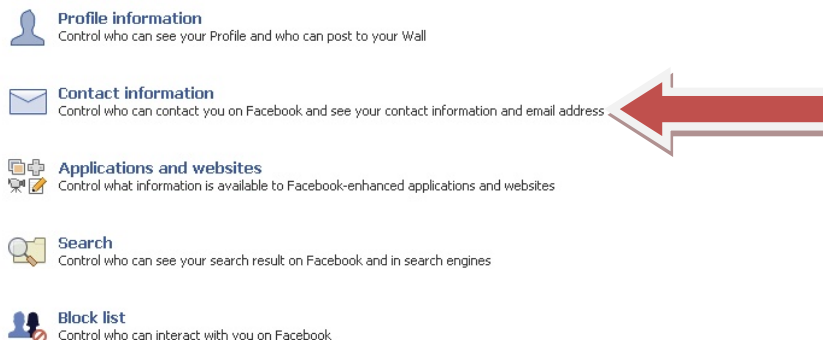 Profile information
Control who can see your Profile and who can post to your Wall
Contact information
Control who can contact you on Facebook and see your contact information and email address
Applications and websites
Control what information is available to Facebook-enhanced applications and websites
Search
Control who can see your search result on Facebook and in search engines
Block list
Control who can interact with you on Facebook